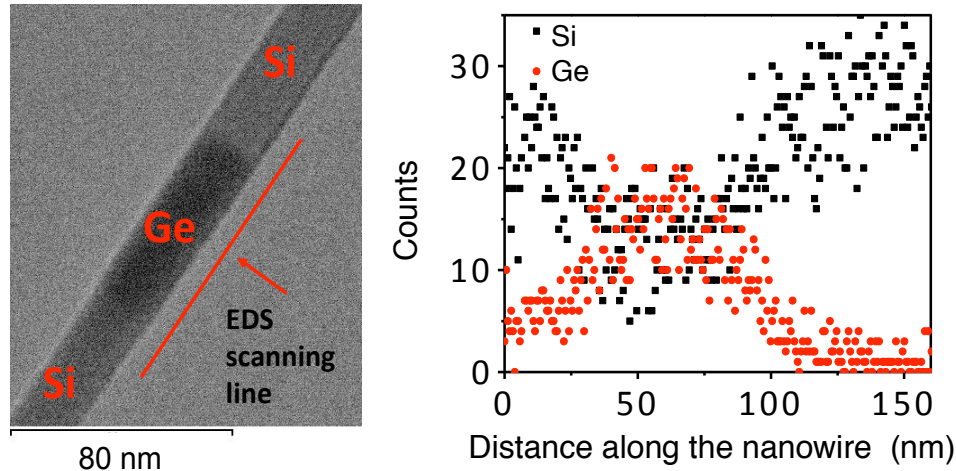 Si
Ge
EDS
scanning
line
Si
80 nm
Si
Ge
Counts
30
20
10
0
0
50
100
150
Distance along the nanowire (nm)